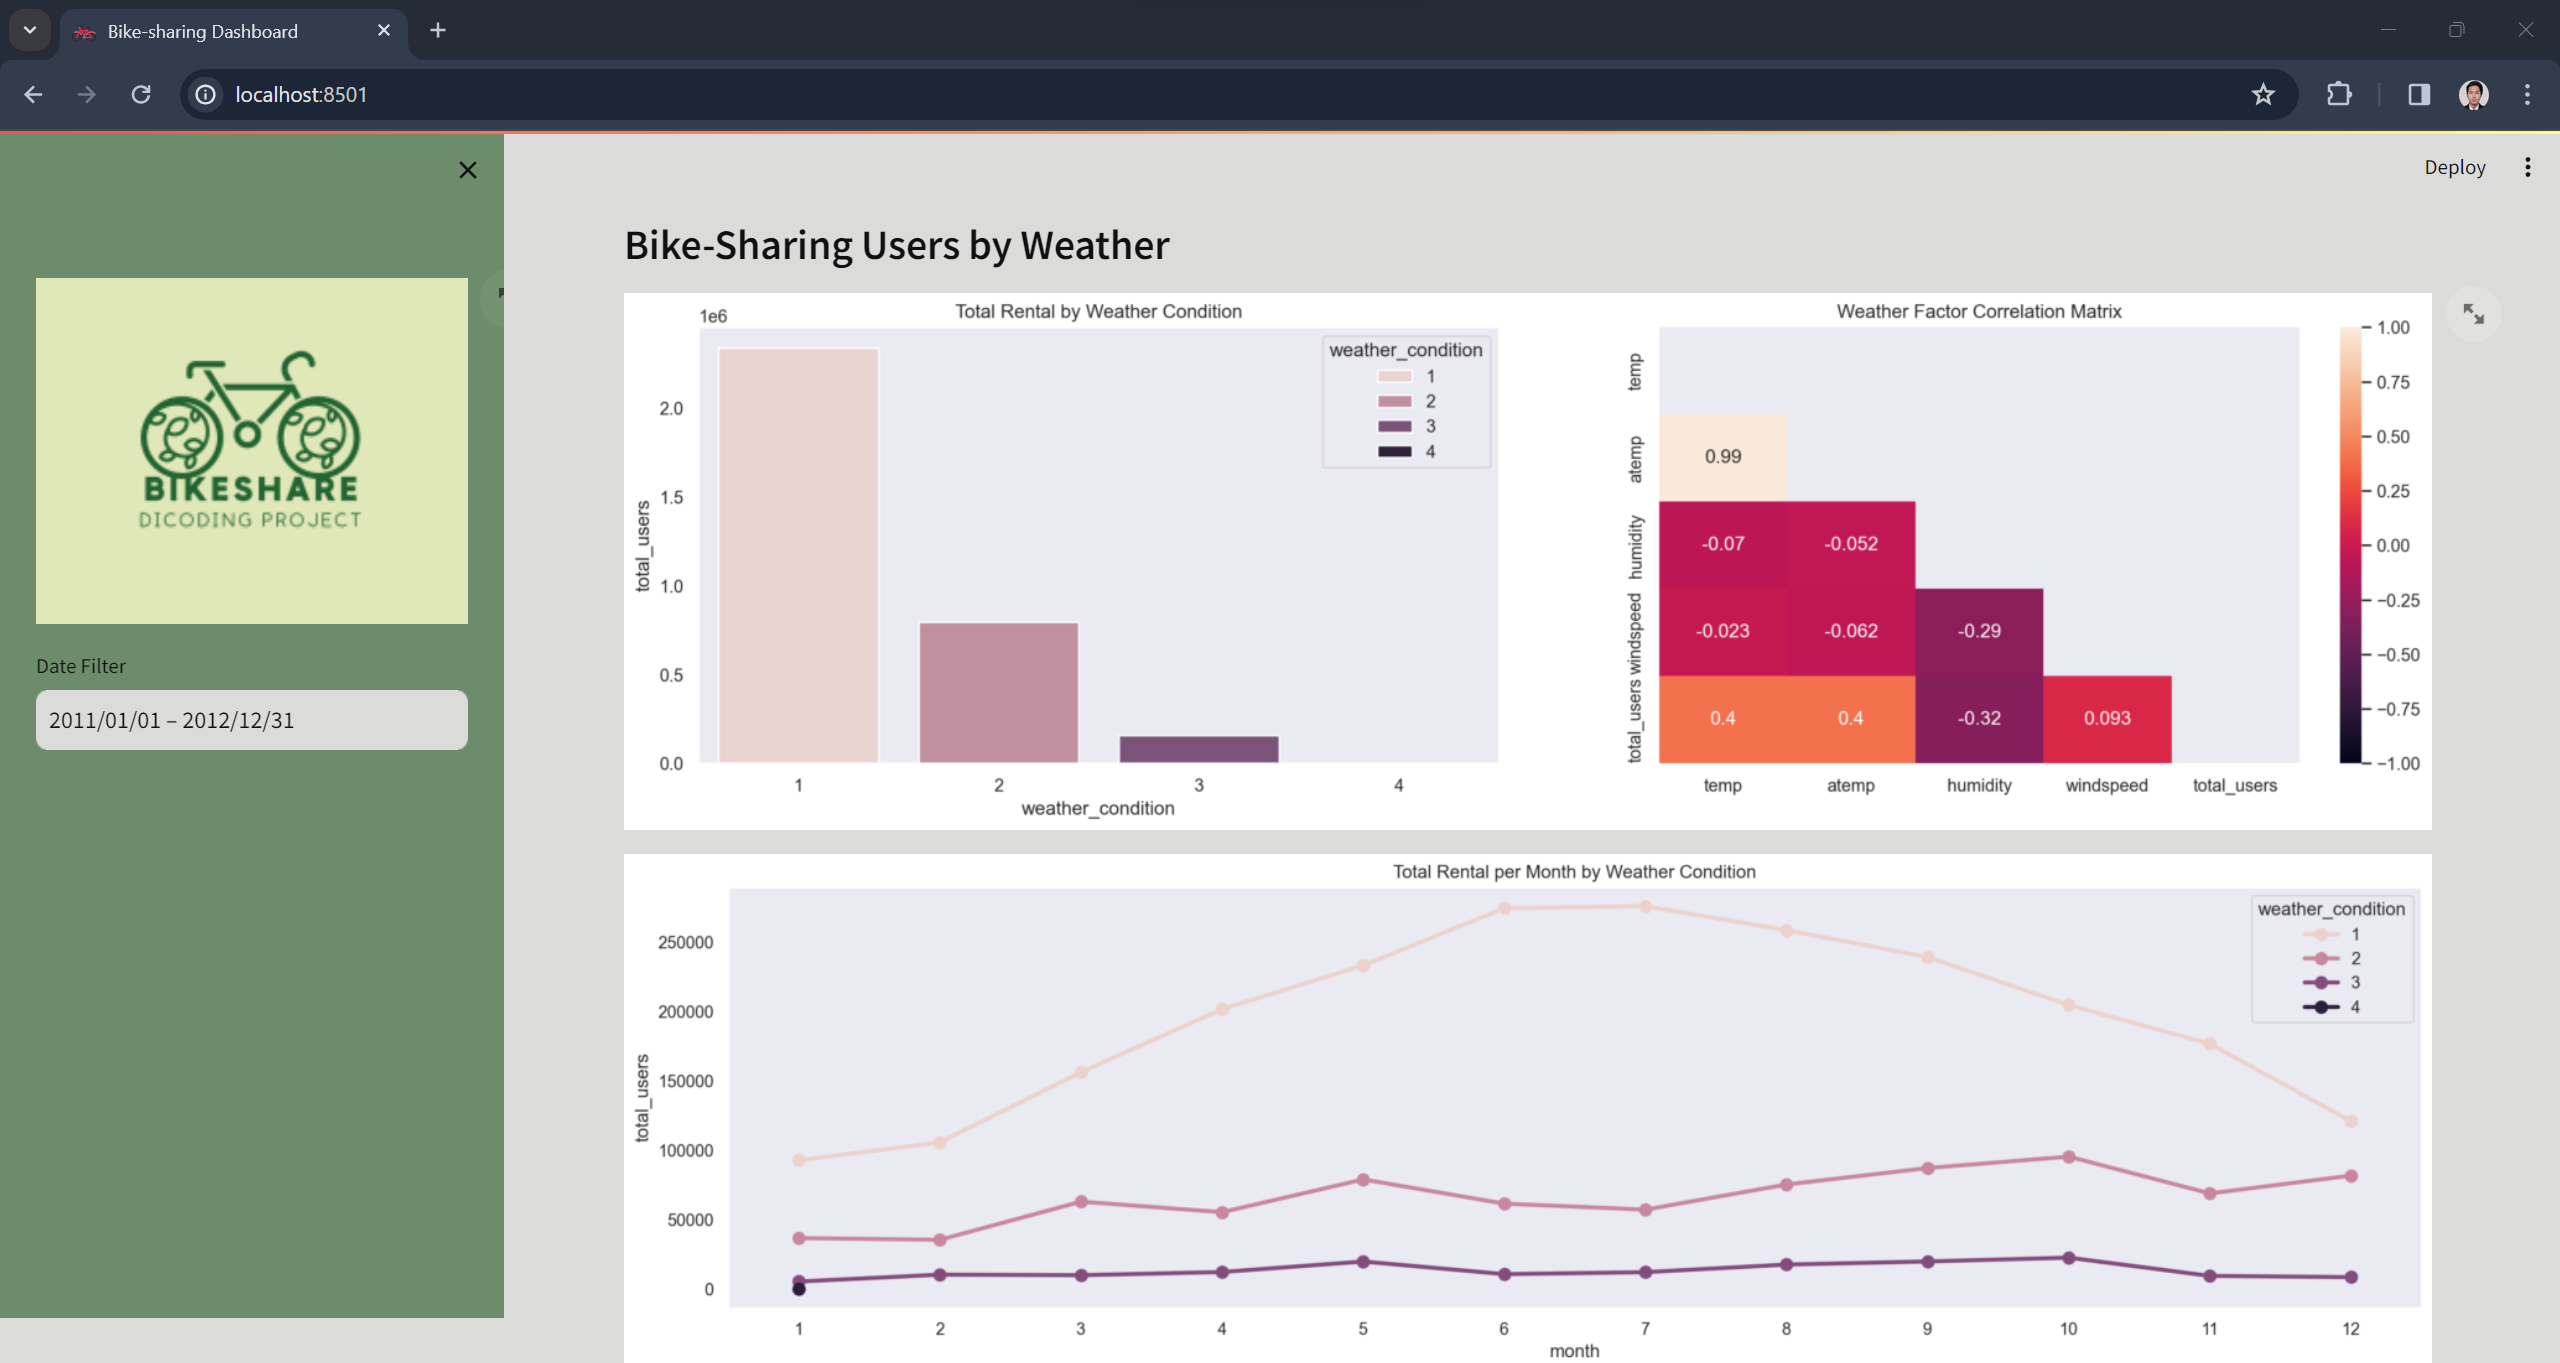 Bike-sharing Dashboard
localhost:8501
Deploy
BIKESHARE
DICODING PROJECT
Date Filter
2011/01/01 – 2012/12/31
Bike-Sharing Users by Weather
Total Rental by Weather Condition
1e6
2.0
1.5
1.0
0.5
0.0
total_users
weather_condition
1
2
3
4
1 2 3 4
weather_condition
Weather Factor Correlation Matrix
temp
atemp
humidity
windspeed
total_users
0.99
-0.07 -0.052
-0.023 -0.062 -0.29
0.4 0.4 -0.32 0.093
temp atemp humidity windspeed total_users
1.00
0.75
0.50
0.25
0.00
−0.25
−0.50
−0.75
−1.00
Total Rental per Month by Weather Condition
250000
200000
150000
100000
50000
0
total_users
weather_condition
1
2
3
4
1 2 3 4 5 6 7 8 9 10 11 12
month